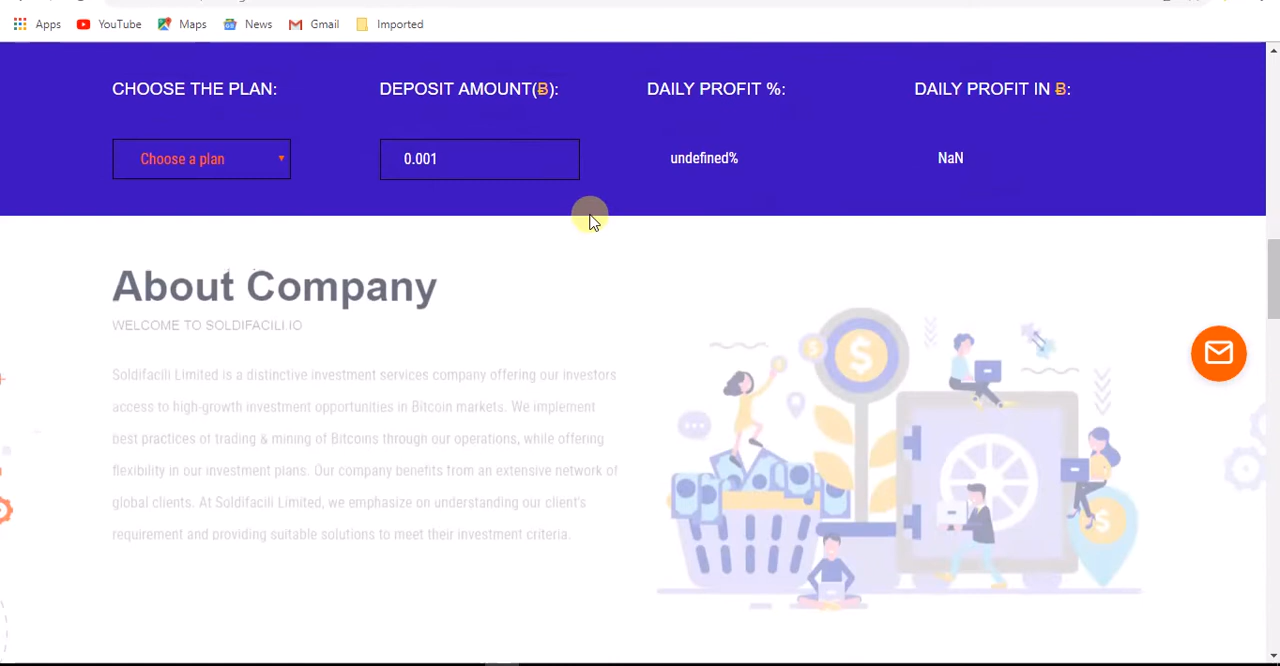 Apps YouTube Maps News Gmail Imported
CHOOSE THE PLAN: DEPOSIT AMOUNT(Ƀ): DAILY PROFIT %: DAILY PROFIT IN Ƀ:
Choose a plan 0.001 undefined% NaN
About Company
WELCOME TO SOLDIFACILI.IO
Soldifacili Limited is a distinctive investment services company offering our investors
access to high-growth investment opportunities in Bitcoin markets. We implement
best practices of trading & mining of Bitcoins through our operations, while offering
flexibility in our investment plans. Our company benefits from an extensive network of
global clients. At Soldifacili Limited, we emphasize on understanding our client's
requirement and providing suitable solutions to meet their investment criteria.